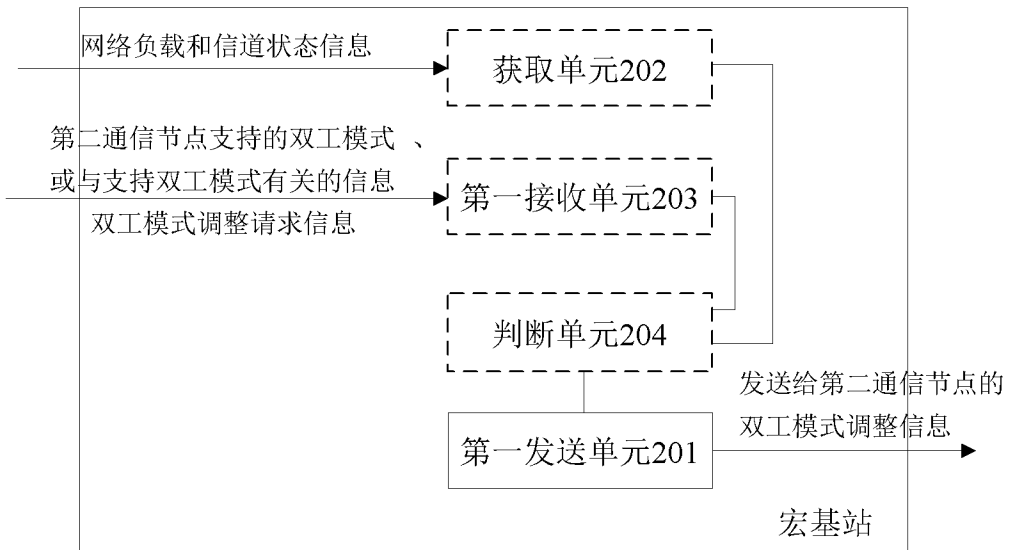 网络负载和信道状态信息
获取单元202
第二通信节点支持的双工模式 、
或与支持双工模式有关的信息
双工模式调整请求信息
第一接收单元203
判断单元204
发送给第二通信节点的
双工模式调整信息
第一发送单元201
宏基站